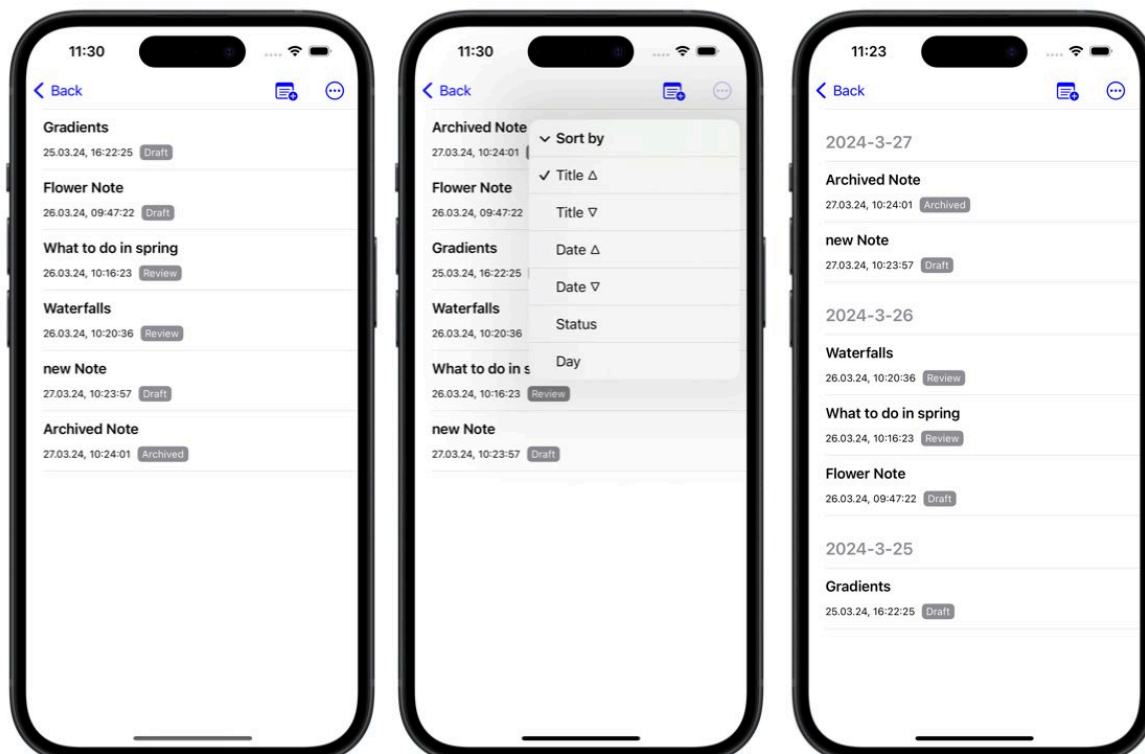 11:30
Back
Gradients
25.03.24, 16:22:25 Draft
Flower Note
26.03.24, 09:47:22 Draft
What to do in spring
26.03.24, 10:16:23 Review
Waterfalls
26.03.24, 10:20:36 Review
new Note
27.03.24, 10:23:57 Draft
Archived Note
27.03.24, 10:24:01 Archived
11:30
Back
Archived Note
27.03.24, 10:24:01
Flower Note
26.03.24, 09:47:22
Gradients
25.03.24, 16:22:25
Waterfalls
26.03.24, 10:20:36
What to do in s
26.03.24, 10:16:23 Review
new Note
27.03.24, 10:23:57 Draft
Sort by
✓ Title △
Title ▽
Date △
Date ▽
Status
Day
11:23
Back
2024-3-27
Archived Note
27.03.24, 10:24:01 Archived
new Note
27.03.24, 10:23:57 Draft
2024-3-26
Waterfalls
26.03.24, 10:20:36 Review
What to do in spring
26.03.24, 10:16:23 Review
Flower Note
26.03.24, 09:47:22 Draft
2024-3-25
Gradients
25.03.24, 16:22:25 Draft